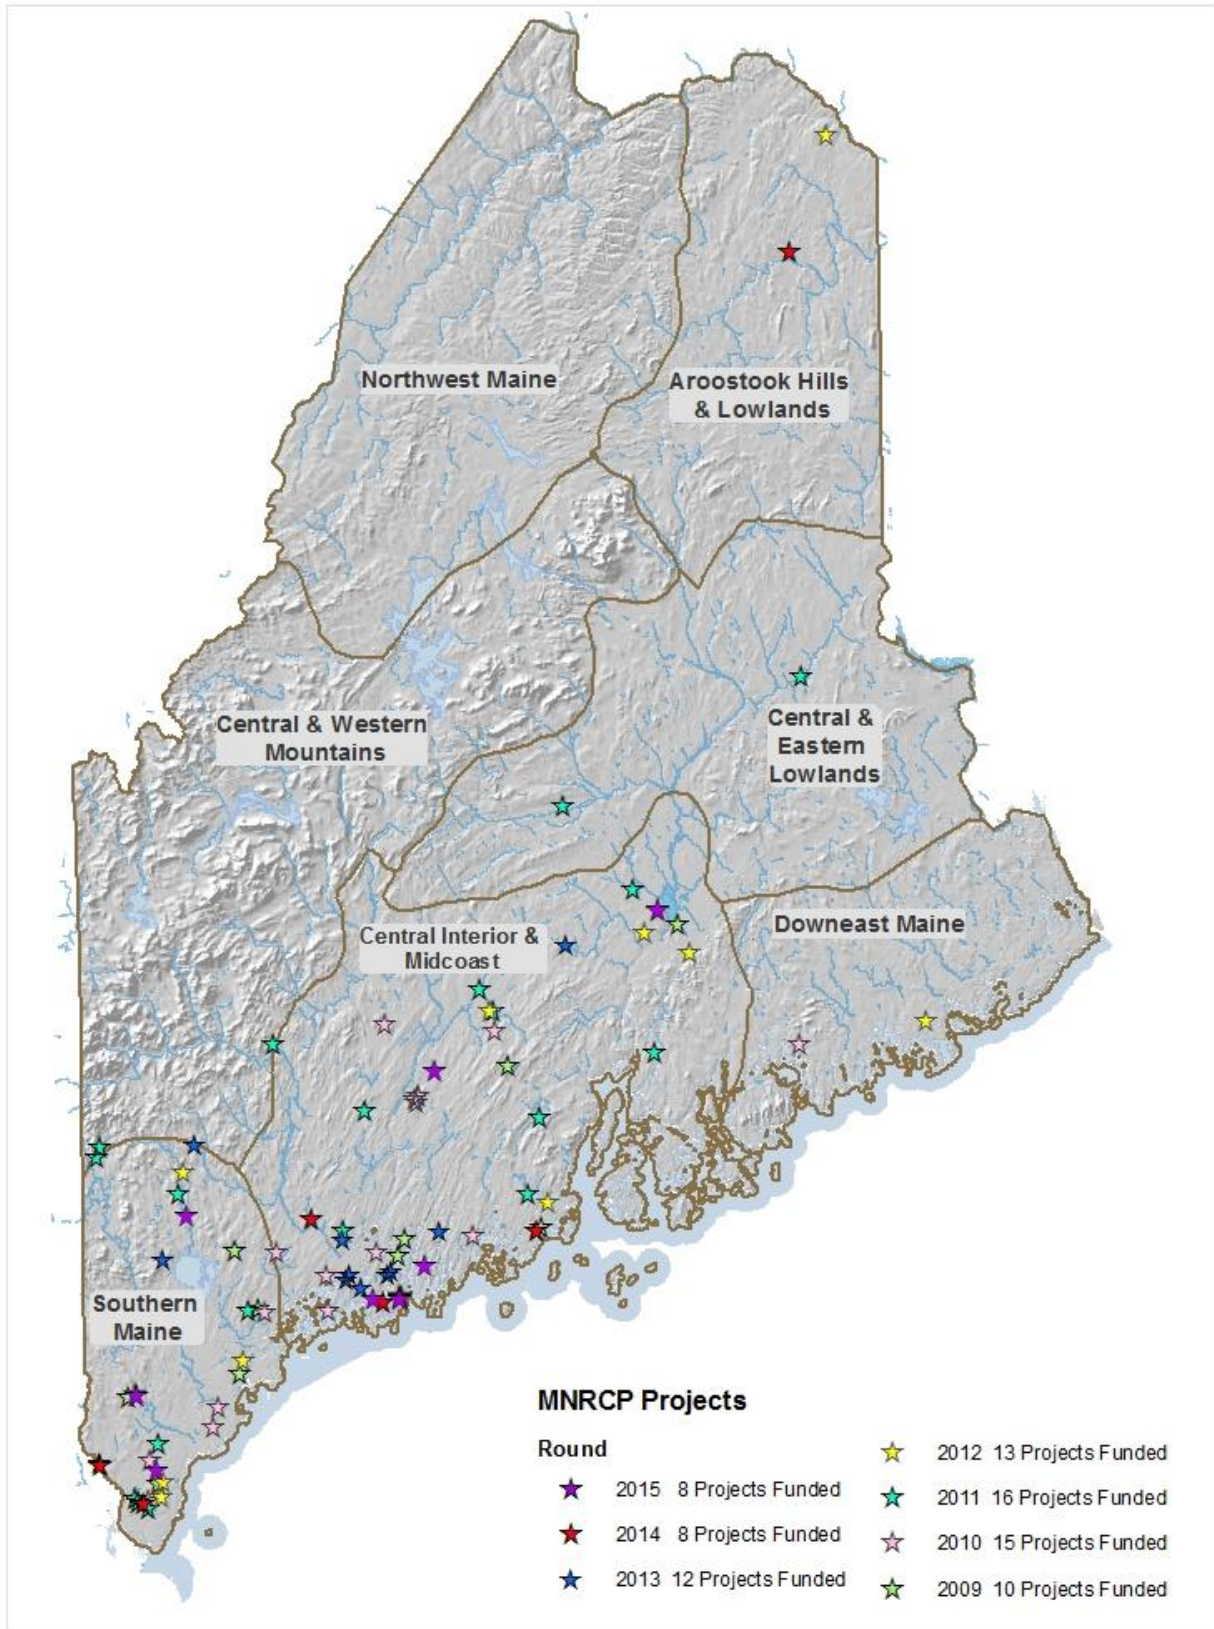 Northwest Maine
Aroostook Hills
& Lowlands
Central & Western
Mountains
Central &
Eastern
Lowlands
Central Interior &
Midcoast
Downeast Maine
Southern
Maine
MNRCP Projects
Round
2015 8 Projects Funded
2014 8 Projects Funded
2013 12 Projects Funded
2012 13 Projects Funded
2011 16 Projects Funded
2010 15 Projects Funded
2009 10 Projects Funded